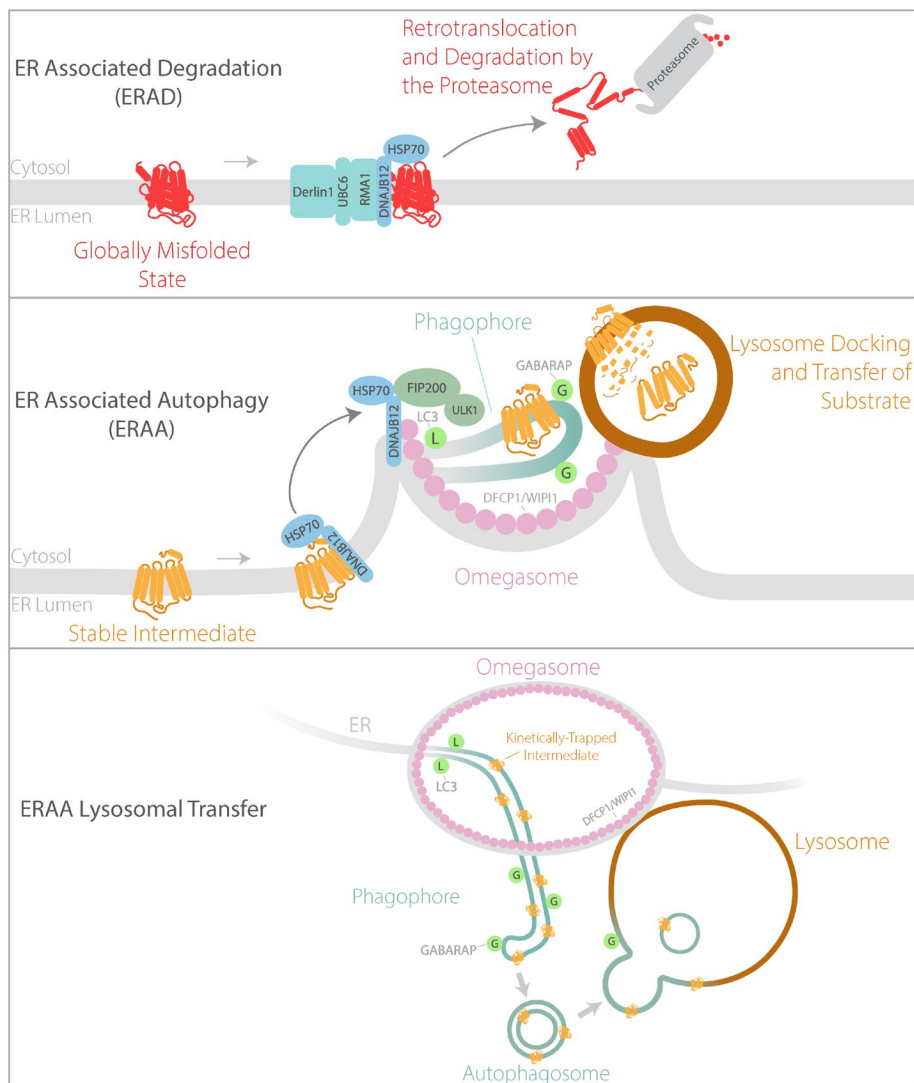 ER Associated Degradation
(ERAD)
Retrotranslocation
and Degradation by
the Proteasome
Proteasome
Cytosol
ER Lumen
HSP70
Derlin1
UBC6
RMA1
DNAJB12
Globally Misfolded
State
ER Associated Autophagy
(ERAA)
Phagophore
GABARAP
G
Lysosome Docking
and Transfer of
Substrate
HSP70
FIP200
ULK1
LC3
L
DNAJB12
G
DFCP1/WIPI1
Omegasome
HSP70
DNAJB12
Cytosol
ER Lumen
Stable Intermediate
ERAA Lysosomal Transfer
Omegasome
ER
L
Kinetically-Trapped
Intermediate
L
LC3
DFCP1/WIPI1
Lysosome
Phagophore
G
G
GABARAP
G
G
Autophagosome